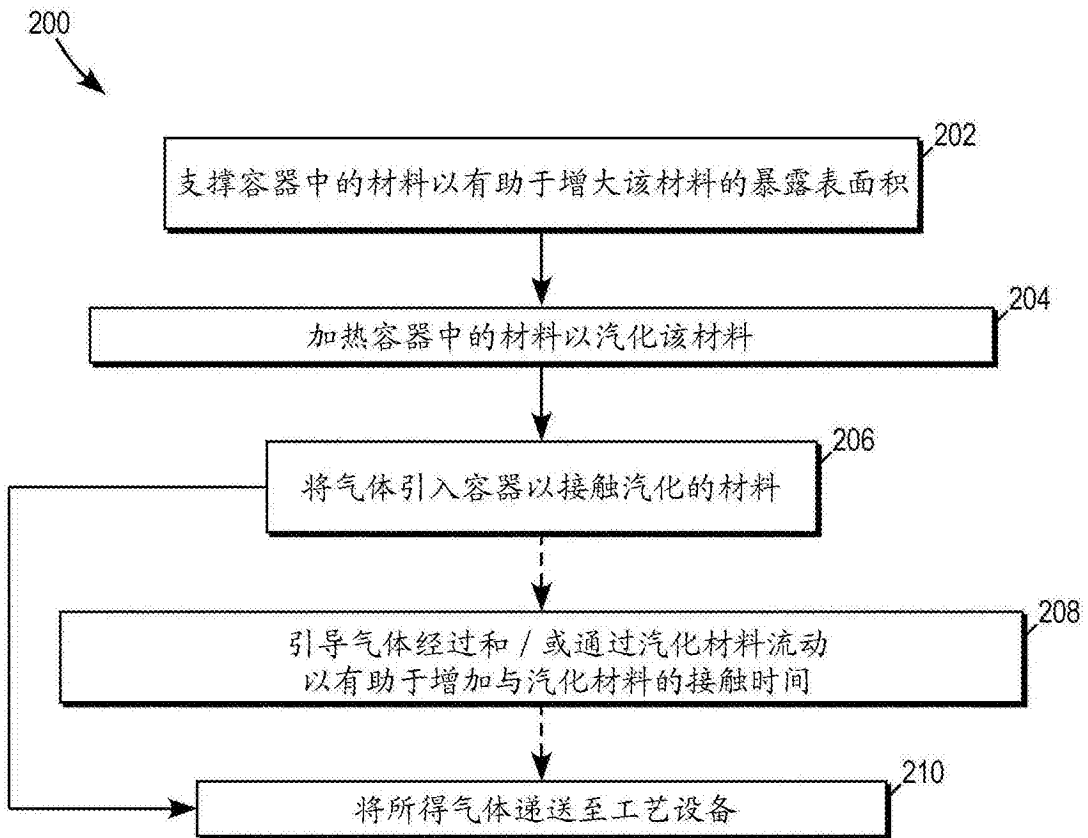 200
202
支撑容器中的材料以有助于增大该材料的暴露表面积
204
加热容器中的材料以汽化该材料
206
将气体引入容器以接触汽化的材料
208
引导气体经过和/或通过汽化材料流动
以有助于增加与汽化材料的接触时间
210
将所得气体递送至工艺设备